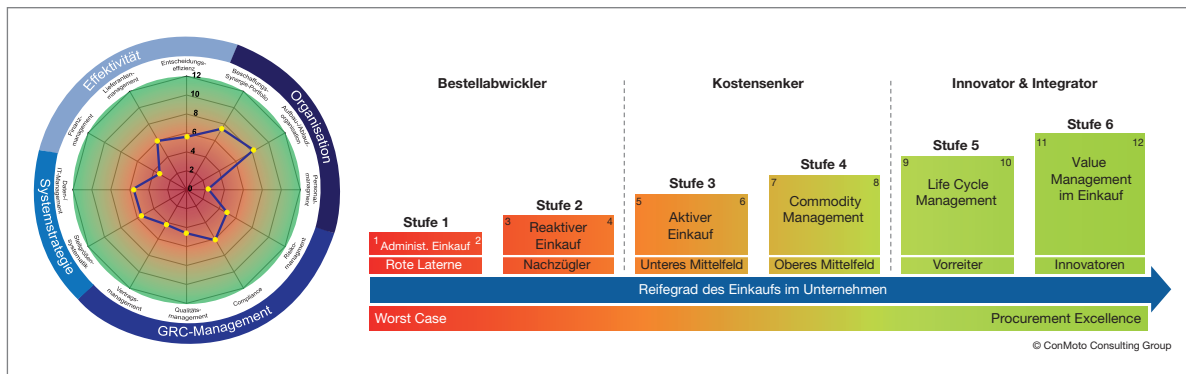 Effektivität
Organisation
GRC-Management
Systemstrategie
Entscheidungs-
effizienz
Beschaffungs-
Synergie-Portfolio
Aufbau-/Ablauf-
organisation
Personal-
managment
Risiko-
managment
Compliance
Qualitäts-
management
Vertrags-
management
Stellgrößen-
systematik
Daten-/
IT-Management
Finanz-
management
Lieferanten-
management
12
10
8
6
4
2
0
Bestellabwickler
Kostensenker
Innovator & Integrator
Stufe 1
1 Administ. Einkauf 2
Rote Laterne
Stufe 2
3 4
Reaktiver
Einkauf
Nachzügler
Stufe 3
5 6
Aktiver
Einkauf
Unteres Mittelfeld
Stufe 4
7 8
Commodity
Management
Oberes Mittelfeld
Stufe 5
9 10
Life Cycle
Management
Vorreiter
Stufe 6
11 12
Value
Management
im Einkauf
Innovatoren
Reifegrad des Einkaufs im Unternehmen
Worst Case
Procurement Excellence
© ConMoto Consulting Group